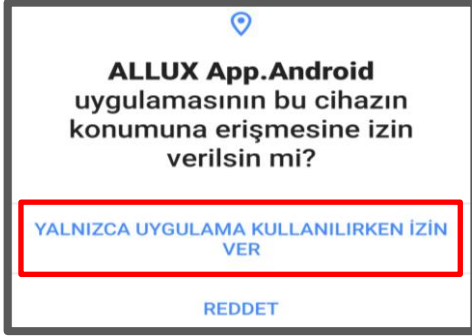 ALLUX App.Android
uygulamasının bu cihazın
konumuna erişmesine izin
verilsin mi?
YALNIZCA UYGULAMA KULLANILIRKEN İZİN
VER
REDDET